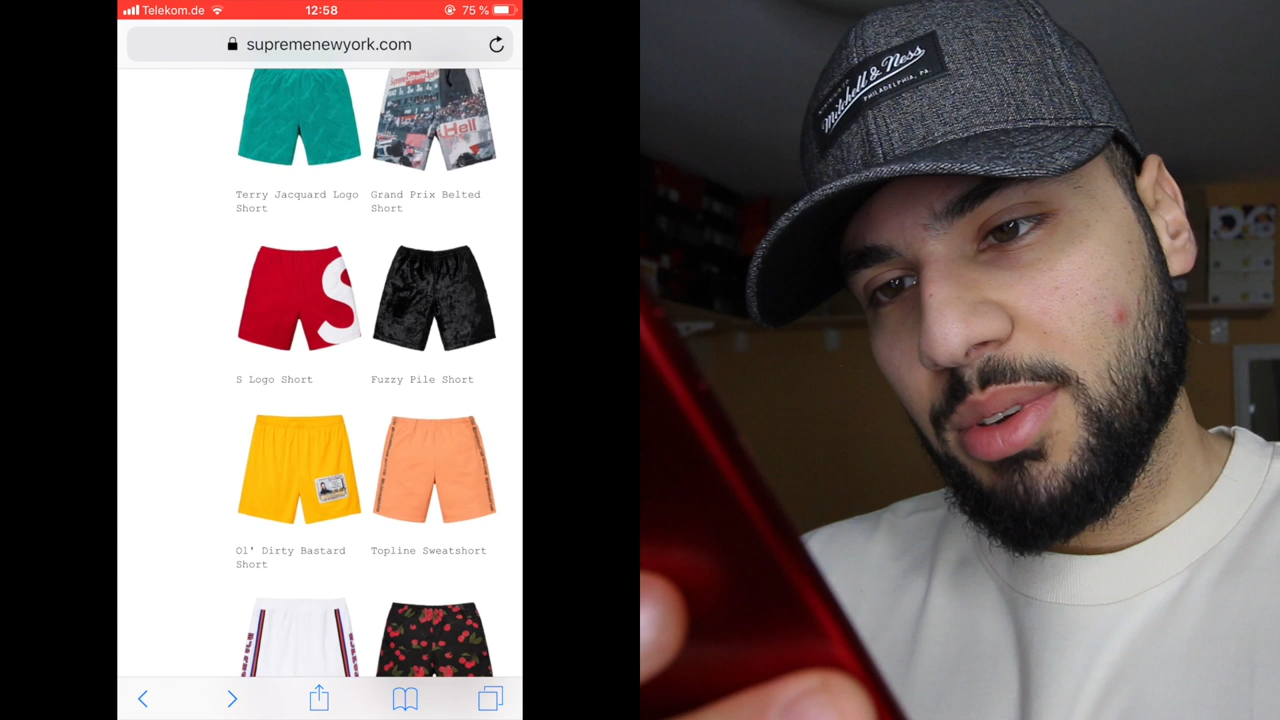 Telekom.de 12:58 75 %
supremenewyork.com
Hell
Terry Jacquard Logo
Short
Grand Prix Belted
Short
S
S Logo Short
Fuzzy Pile Short
Ol' Dirty Bastard
Short
Topline Sweatshort
Mitchell & Ness
PHILADELPHIA, PA.